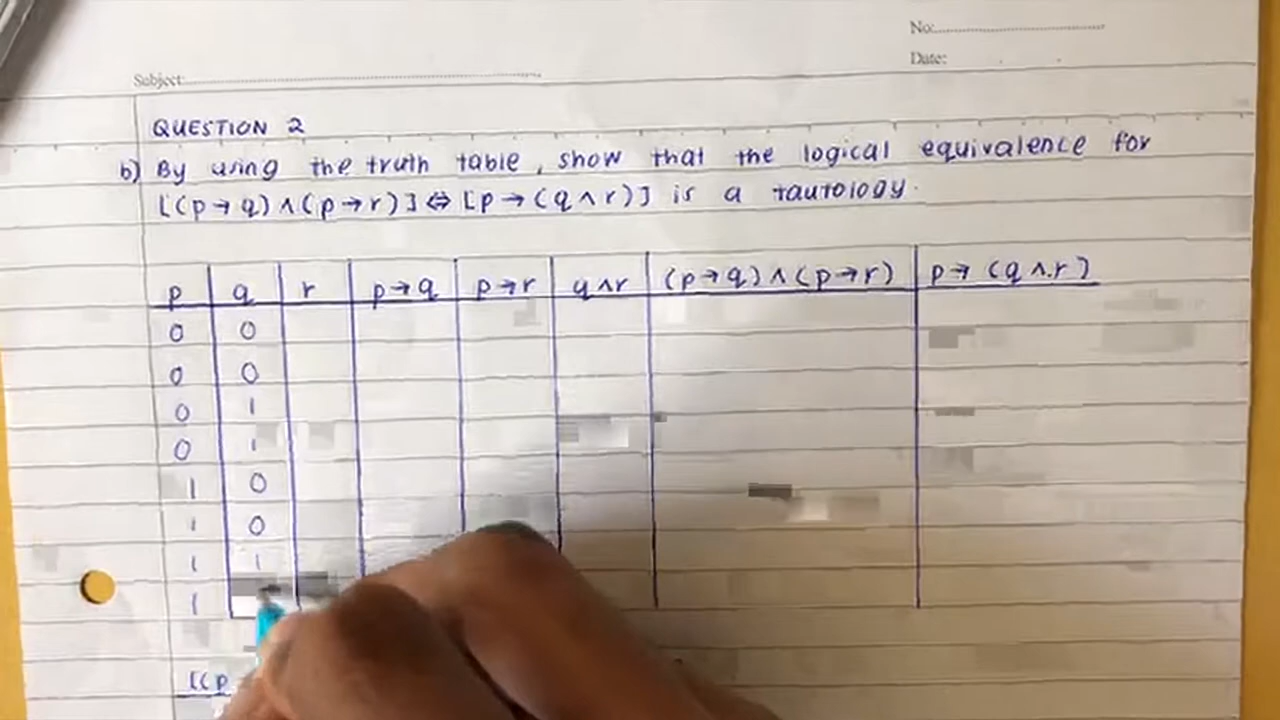 No:
Date:
Subject:
QUESTION 2
b) By using the truth table, show that the logical equivalence for
[(p→q)∧(p→r)]⇔[p→(q∧r)] is a tautology.
p q r p→q p→r q∧r (p→q)∧(p→r) p→(q∧r)
0 0
0 0
0 1
0 1
1 0
1 0
1 1
1
[(p